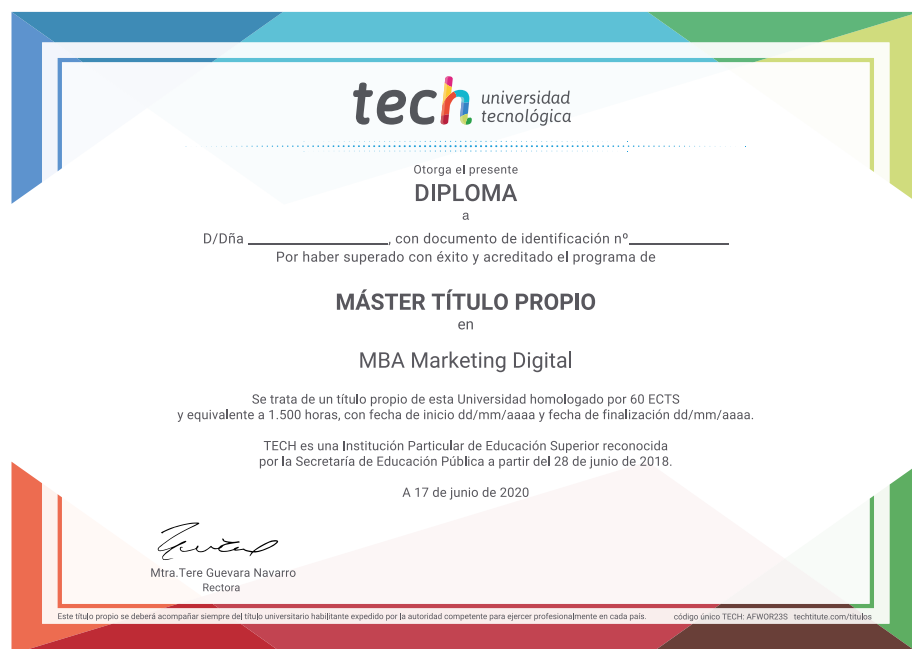 tech universidad
tecnológica
Otorga el presente
DIPLOMA
a
D/Dña ____________________, con documento de identificación nº______________
Por haber superado con éxito y acreditado el programa de
MÁSTER TÍTULO PROPIO
en
MBA Marketing Digital
Se trata de un título propio de esta Universidad homologado por 60 ECTS
y equivalente a 1.500 horas, con fecha de inicio dd/mm/aaaa y fecha de finalización dd/mm/aaaa.
TECH es una Institución Particular de Educación Superior reconocida
por la Secretaría de Educación Pública a partir del 28 de junio de 2018.
A 17 de junio de 2020
Mtra.Tere Guevara Navarro
Rectora
Este título propio se deberá acompañar siempre del título universitario habilitante expedido por la autoridad competente para ejercer profesionalmente en cada país. código único TECH: AFWOR23S techtitute.com/títulos